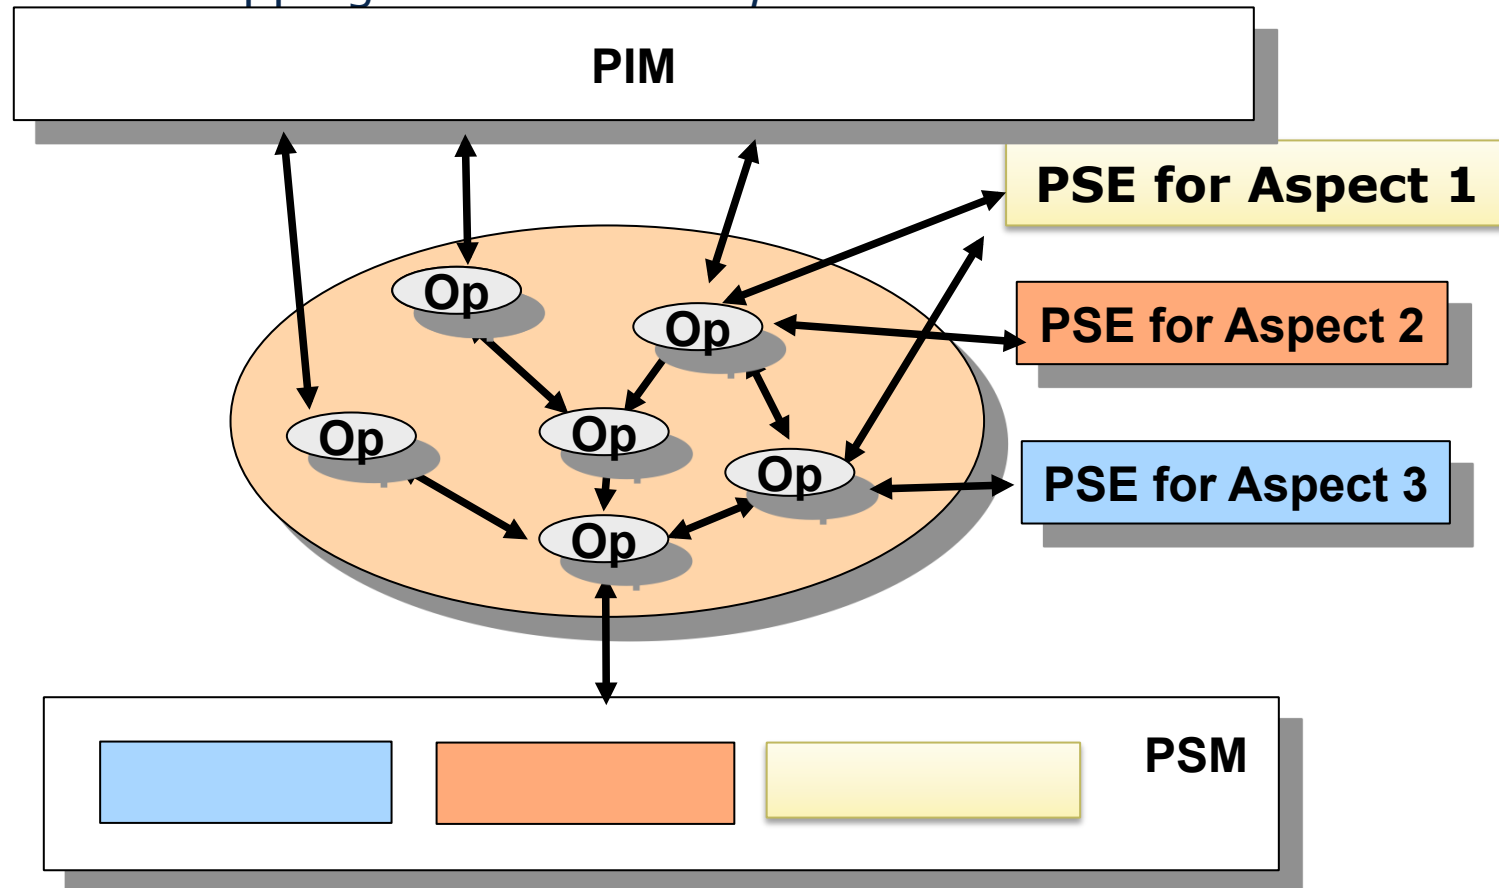 PIM
PSE for Aspect 1
Op
Op
PSE for Aspect 2
Op
Op
Op
PSE for Aspect 3
Op
PSM